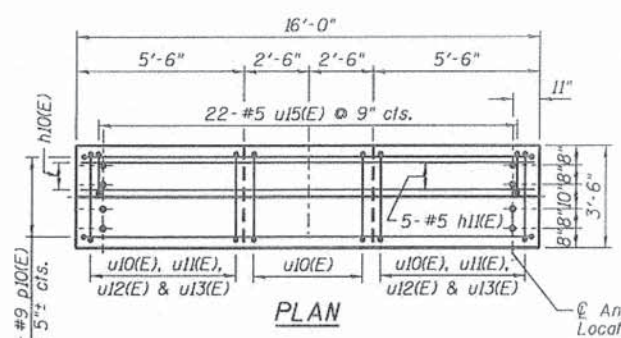 16'-0"
5'-6" 2'-6" 2'-6" 5'-6"
11"
22-#5 u15(E) @ 9" cts.
h10(E)
8"8"
10"
8"8"
3'-6"
5-#5 h11(E)
#9 p10(E)
5"± cts.
u10(E), u11(E),
u12(E) & u13(E)
u10(E)
u10(E), u11(E),
u12(E) & u13(E)
PLAN
℄ An
Locat